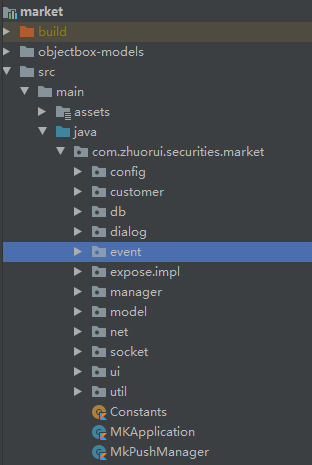 market
build
objectbox-models
src
main
assets
java
com.zhuorui.securities.market
config
customer
db
dialog
event
expose.impl
manager
model
net
socket
ui
util
Constants
MKApplication
MkPushManager